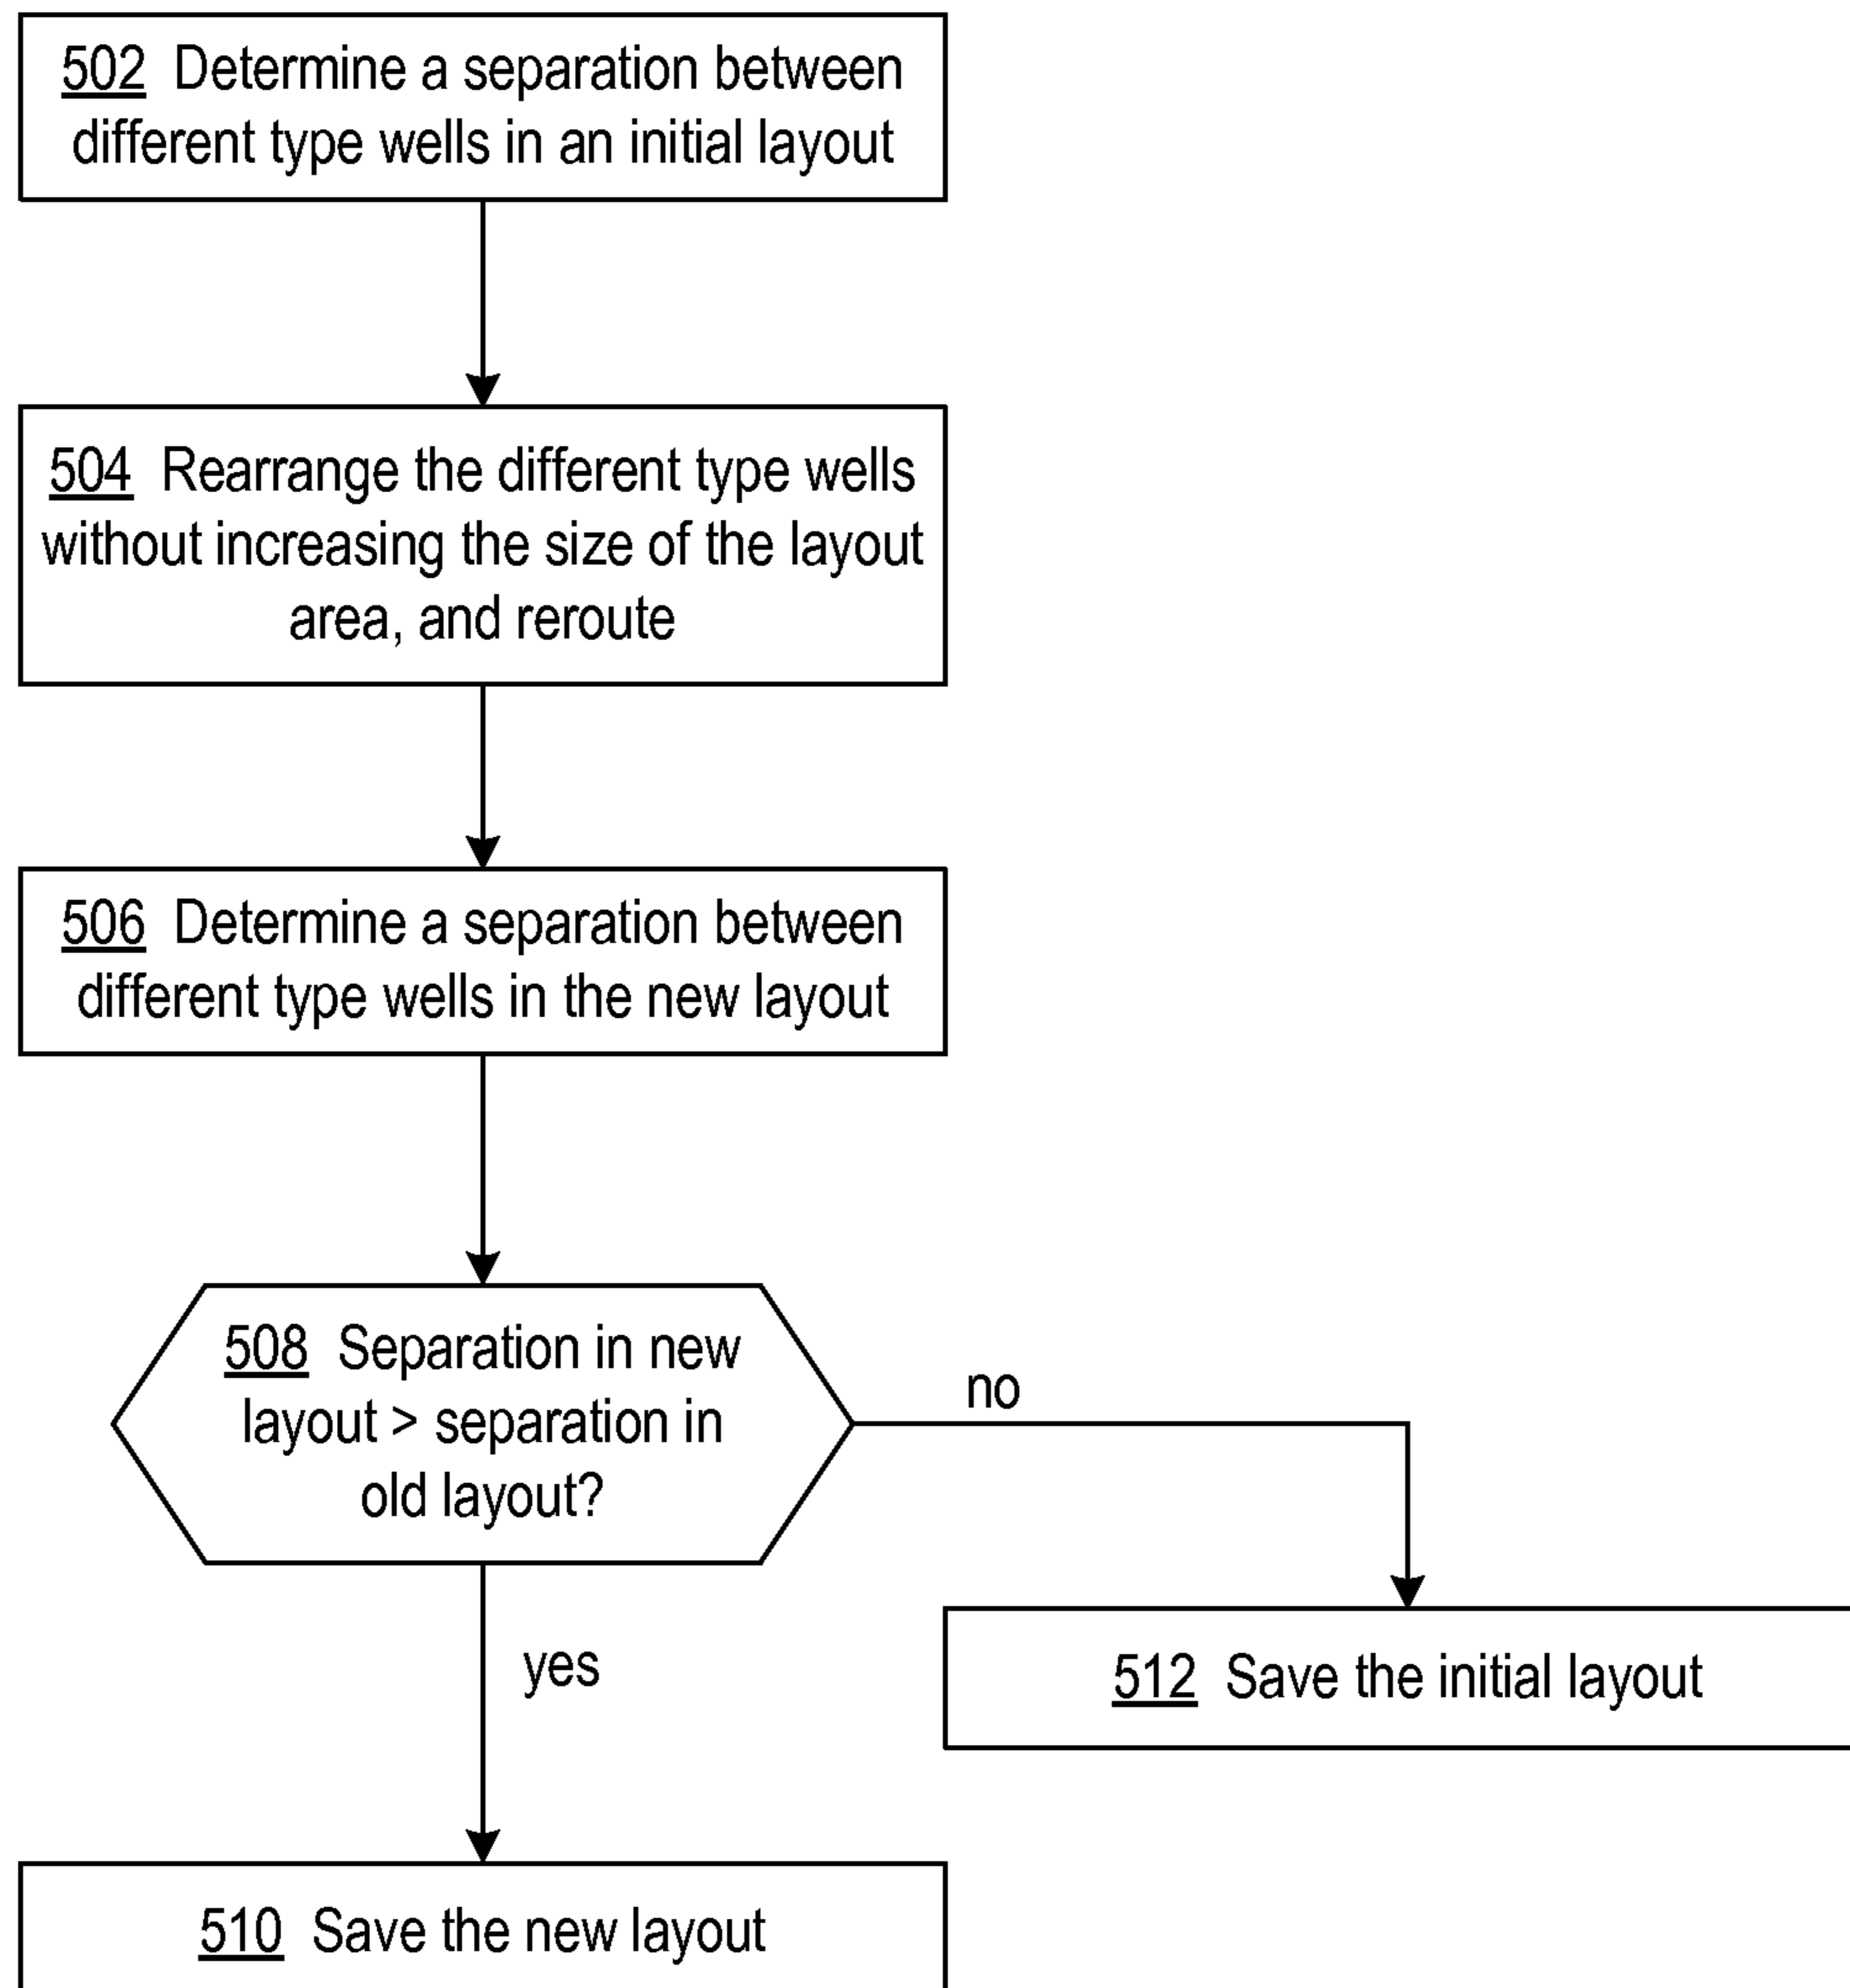 502 Determine a separation between
different type wells in an initial layout
504 Rearrange the different type wells
without increasing the size of the layout
area, and reroute
506 Determine a separation between
different type wells in the new layout
508 Separation in new
layout > separation in
old layout?
no
yes
512 Save the initial layout
510 Save the new layout